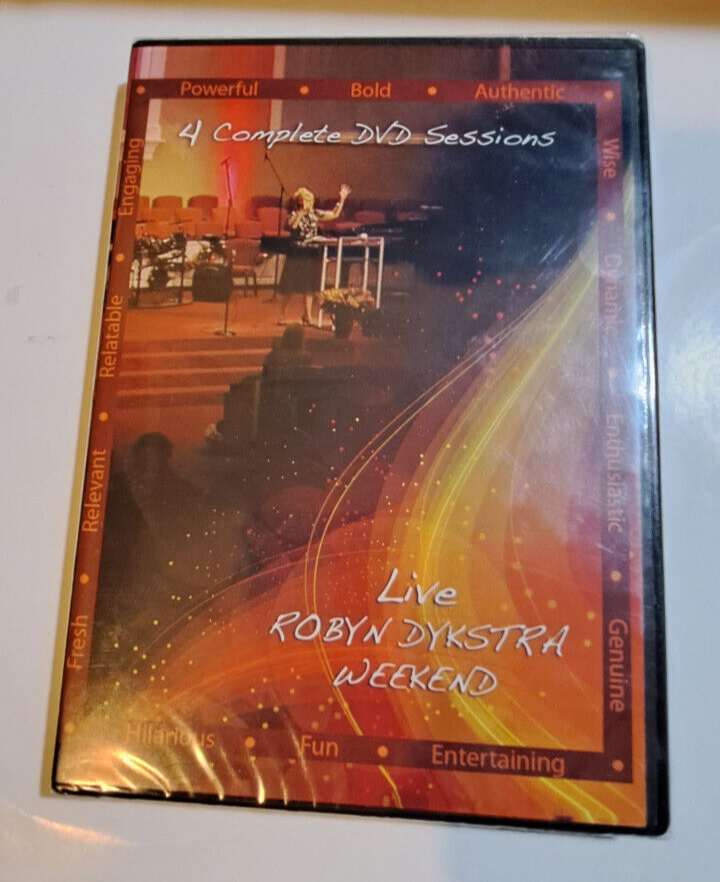 Powerful • Bold • Authentic
4 Complete DVD Sessions
Engaging
Relatable
Relevant
Fresh
Wise
Dynamic
Enthusiastic
Genuine
Live
ROBYN DYKSTRA
WEEKEND
Hilarious • Fun • Entertaining